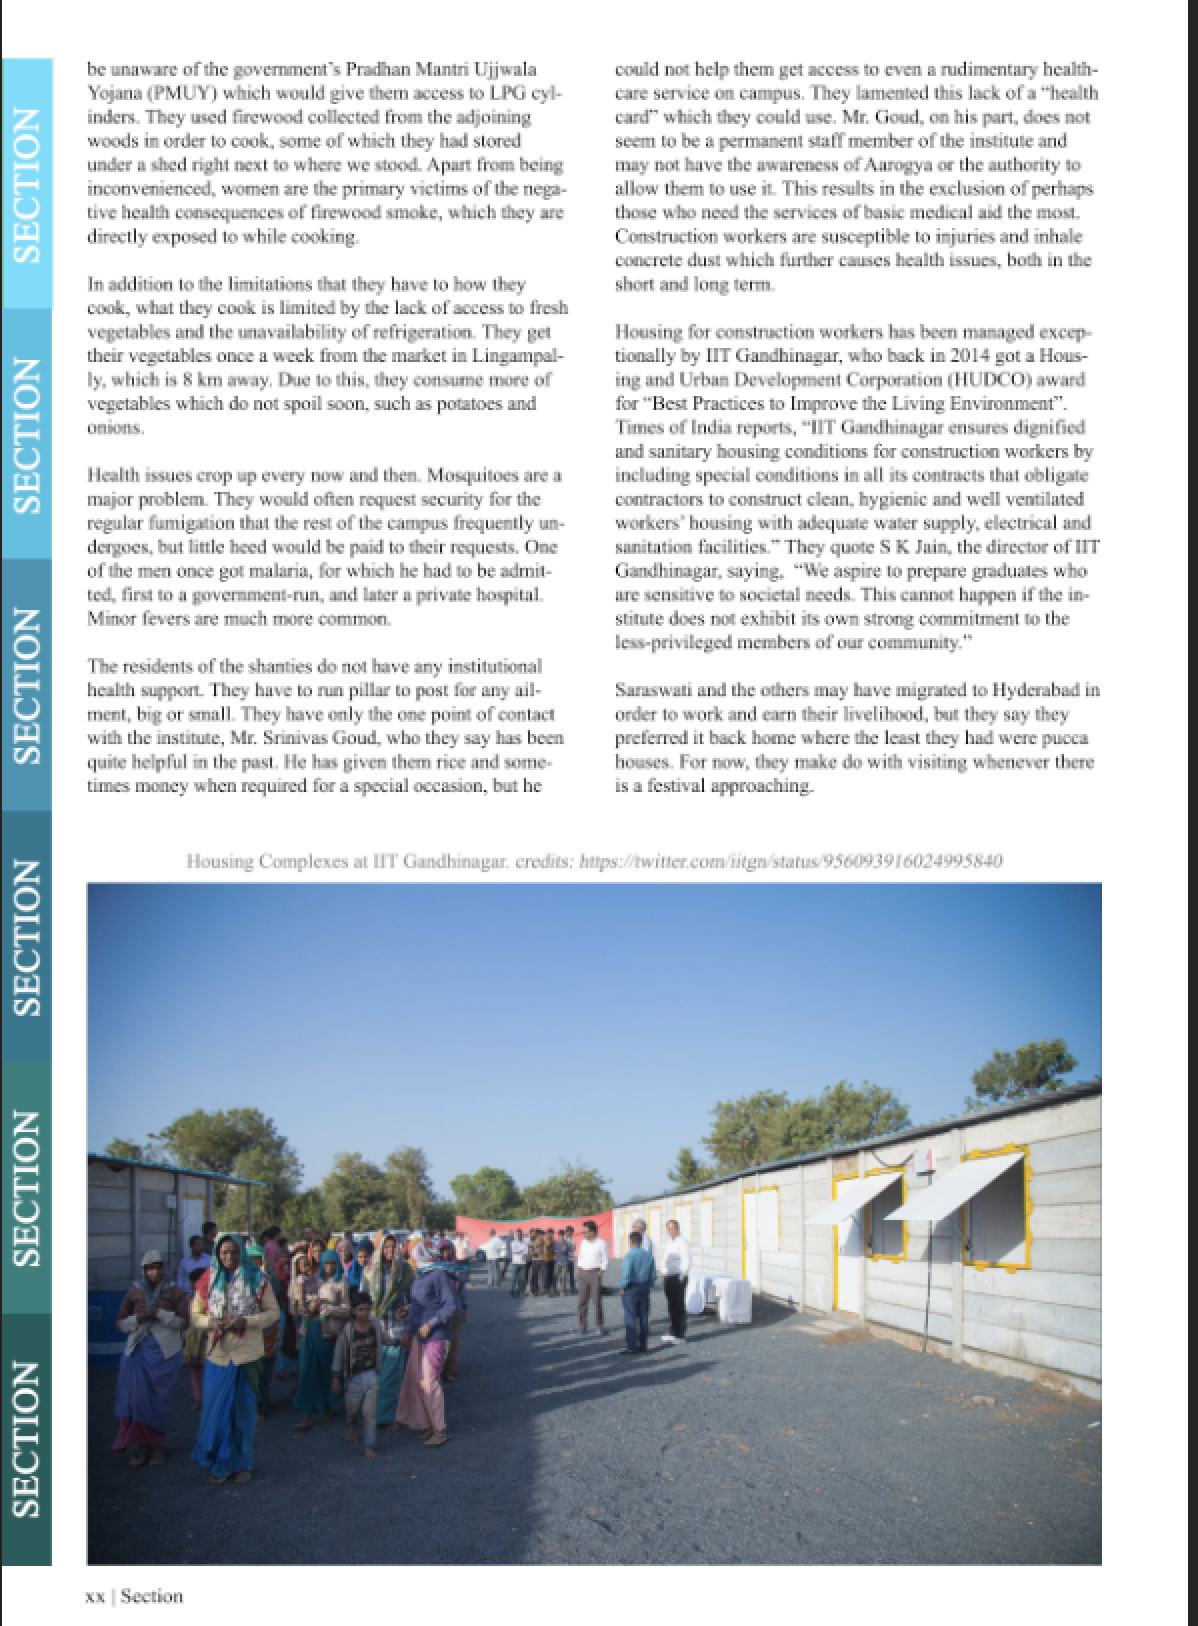 SECTION
SECTION
SECTION
SECTION
SECTION
SECTION
be unaware of the government's Pradhan Mantri Ujjwala
Yojana (PMUY) which would give them access to LPG cyl-
inders. They used firewood collected from the adjoining
woods in order to cook, some of which they had stored
under a shed right next to where we stood. Apart from being
inconvenienced, women are the primary victims of the nega-
tive health consequences of firewood smoke, which they are
directly exposed to while cooking.
In addition to the limitations that they have to how they
cook, what they cook is limited by the lack of access to fresh
vegetables and the unavailability of refrigeration. They get
their vegetables once a week from the market in Lingampal-
ly, which is 8 km away. Due to this, they consume more of
vegetables which do not spoil soon, such as potatoes and
onions.
Health issues crop up every now and then. Mosquitoes are a
major problem. They would often request security for the
regular fumigation that the rest of the campus frequently un-
dergoes, but little heed would be paid to their requests. One
of the men once got malaria, for which he had to be admit-
ted, first to a government-run, and later a private hospital.
Minor fevers are much more common.
The residents of the shanties do not have any institutional
health support. They have to run pillar to post for any ail-
ment, big or small. They have only the one point of contact
with the institute, Mr. Srinivas Goud, who they say has been
quite helpful in the past. He has given them rice and some-
times money when required for a special occasion, but he
could not help them get access to even a rudimentary health-
care service on campus. They lamented this lack of a “health
card” which they could use. Mr. Goud, on his part, does not
seem to be a permanent staff member of the institute and
may not have the awareness of Aarogya or the authority to
allow them to use it. This results in the exclusion of perhaps
those who need the services of basic medical aid the most.
Construction workers are susceptible to injuries and inhale
concrete dust which further causes health issues, both in the
short and long term.
Housing for construction workers has been managed excep-
tionally by IIT Gandhinagar, who back in 2014 got a Hous-
ing and Urban Development Corporation (HUDCO) award
for “Best Practices to Improve the Living Environment”.
Times of India reports, “IIT Gandhinagar ensures dignified
and sanitary housing conditions for construction workers by
including special conditions in all its contracts that obligate
contractors to construct clean, hygienic and well ventilated
workers' housing with adequate water supply, electrical and
sanitation facilities.” They quote S K Jain, the director of IIT
Gandhinagar, saying, “We aspire to prepare graduates who
are sensitive to societal needs. This cannot happen if the in-
stitute does not exhibit its own strong commitment to the
less-privileged members of our community.”
Saraswati and the others may have migrated to Hyderabad in
order to work and earn their livelihood, but they say they
preferred it back home where the least they had were pucca
houses. For now, they make do with visiting whenever there
is a festival approaching.
Housing Complexes at IIT Gandhinagar. credits: https://twitter.com/iitgn/status/956093916024995840
xx | Section